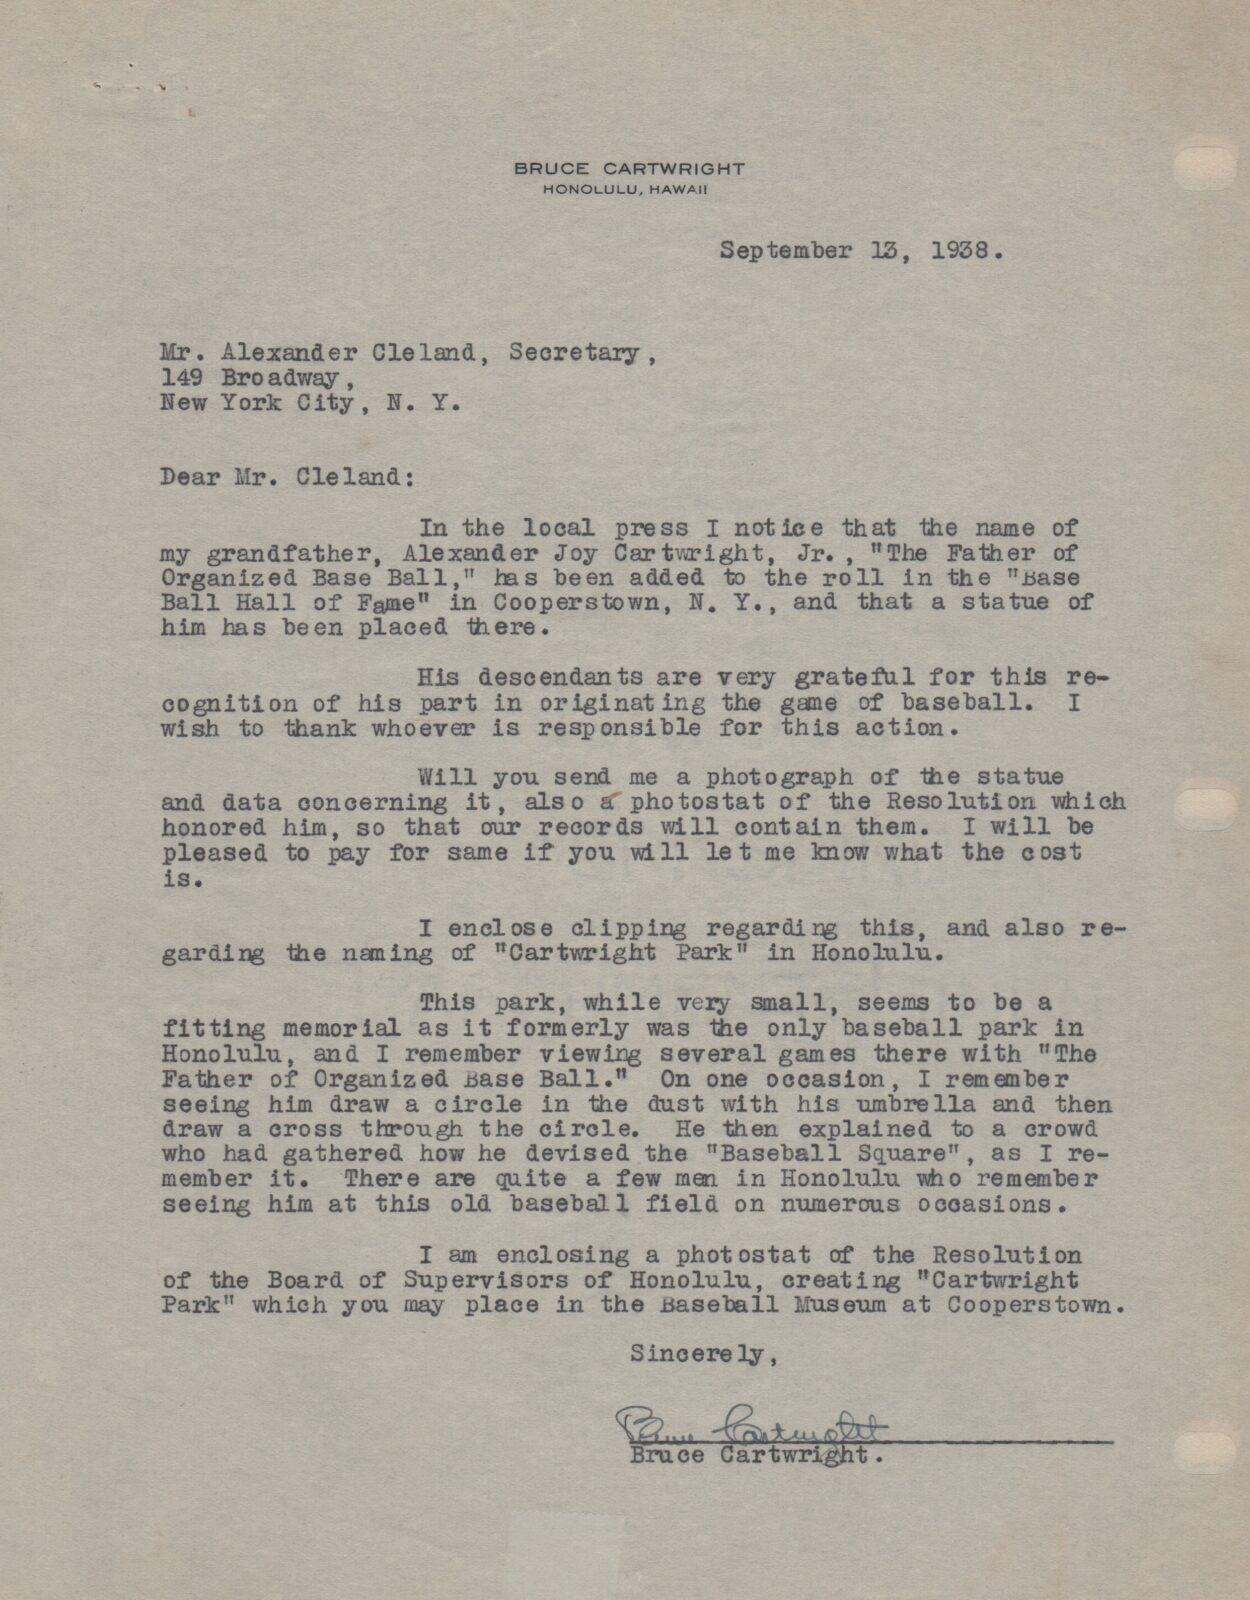 BRUCE CARTWRIGHT
HONOLULU, HAWAII
September 13, 1938.
Mr. Alexander Cleland, Secretary,
149 Broadway,
New York City, N. Y.
Dear Mr. Cleland:
In the local press I notice that the name of
my grandfather, Alexander Joy Cartwright, Jr., "The Father of
Organized Base Ball," has been added to the roll in the "Base
Ball Hall of Fame" in Cooperstown, N. Y., and that a statue of
him has been placed there.
His descendants are very grateful for this re-
cognition of his part in originating the game of baseball. I
wish to thank whoever is responsible for this action.
Will you send me a photograph of the statue
and data concerning it, also a photostat of the Resolution which
honored him, so that our records will contain them. I will be
pleased to pay for same if you will let me know what the cost
is.
I enclose clipping regarding this, and also re-
garding the naming of "Cartwright Park" in Honolulu.
This park, while very small, seems to be a
fitting memorial as it formerly was the only baseball park in
Honolulu, and I remember viewing several games there with "The
Father of Organized Base Ball." On one occasion, I remember
seeing him draw a circle in the dust with his umbrella and then
draw a cross through the circle. He then explained to a crowd
who had gathered how he devised the "Baseball Square", as I re-
member it. There are quite a few men in Honolulu who remember
seeing him at this old baseball field on numerous occasions.
I am enclosing a photostat of the Resolution
of the Board of Supervisors of Honolulu, creating "Cartwright
Park" which you may place in the Baseball Museum at Cooperstown.
Sincerely,
Bruce Cartwright
Bruce Cartwright.